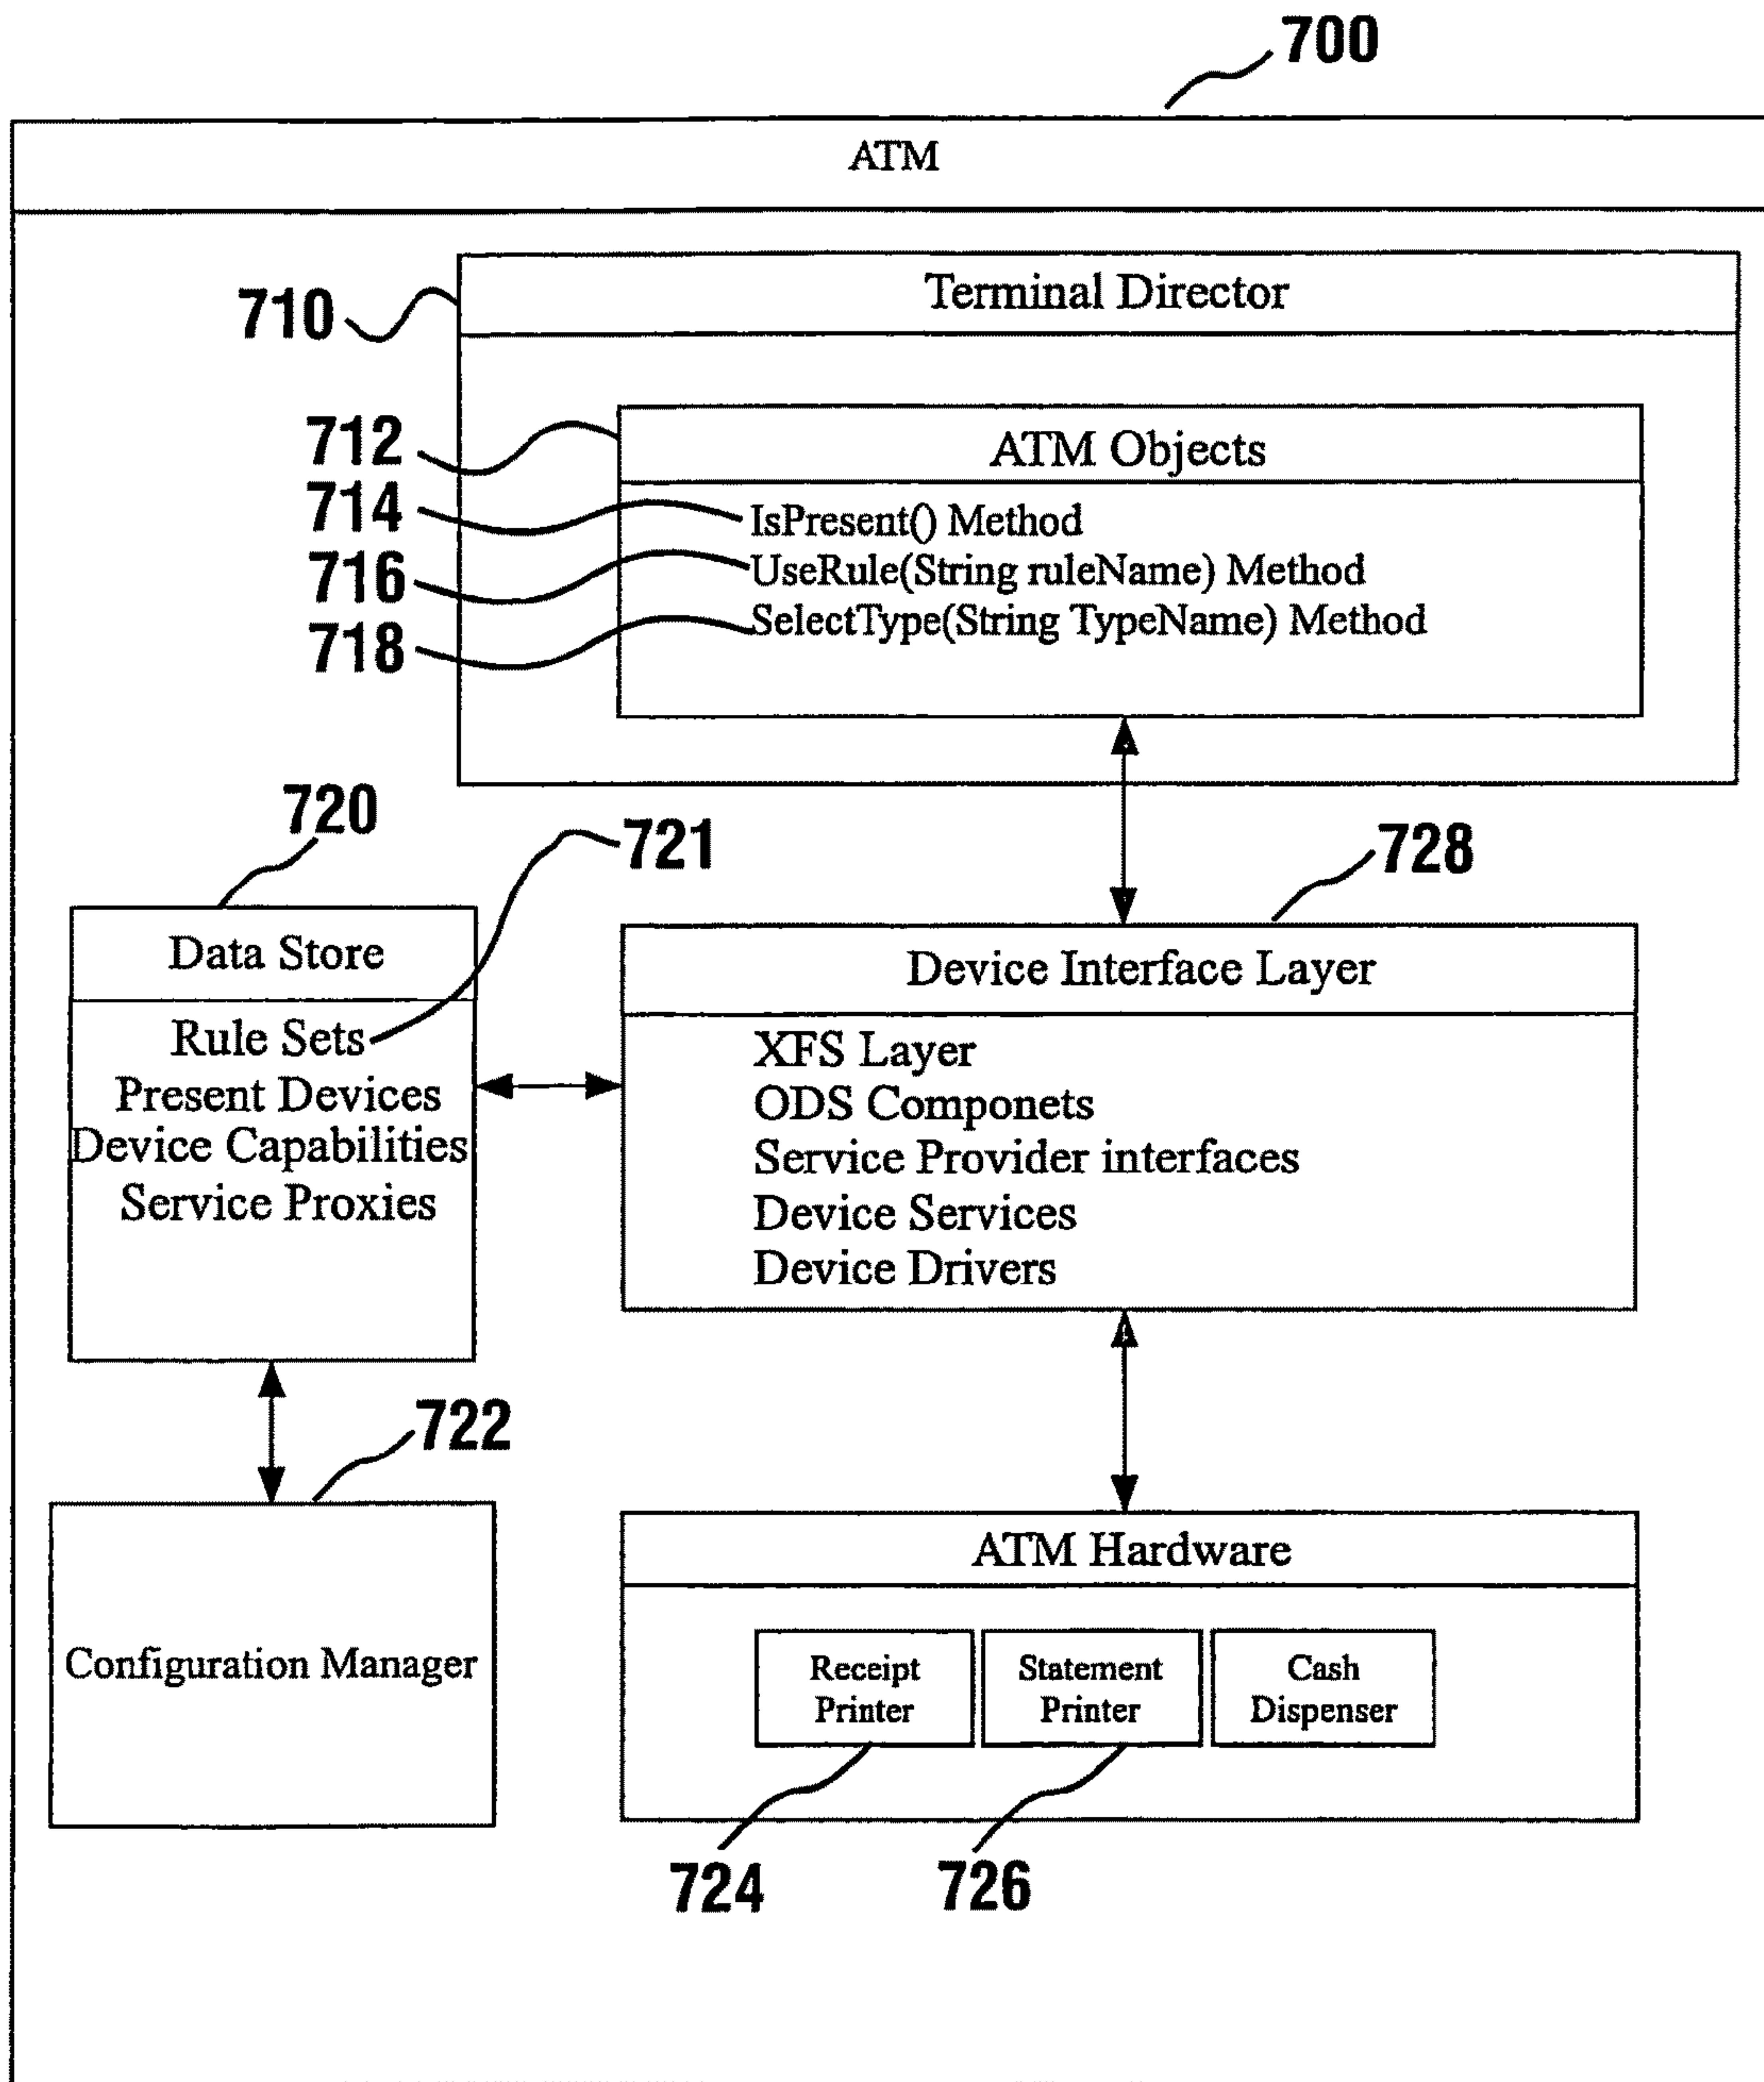 700
ATM
710
Terminal Director
712
ATM Objects
714
IsPresent() Method
716
UseRule(String ruleName) Method
718
SelectType(String TypeName) Method
720
721
728
Data Store
Rule Sets
Present Devices
Device Capabilities
Service Proxies
Device Interface Layer
XFS Layer
ODS Componets
Service Provider interfaces
Device Services
Device Drivers
722
Configuration Manager
ATM Hardware
Receipt
Printer
Statement
Printer
Cash
Dispenser
724
726